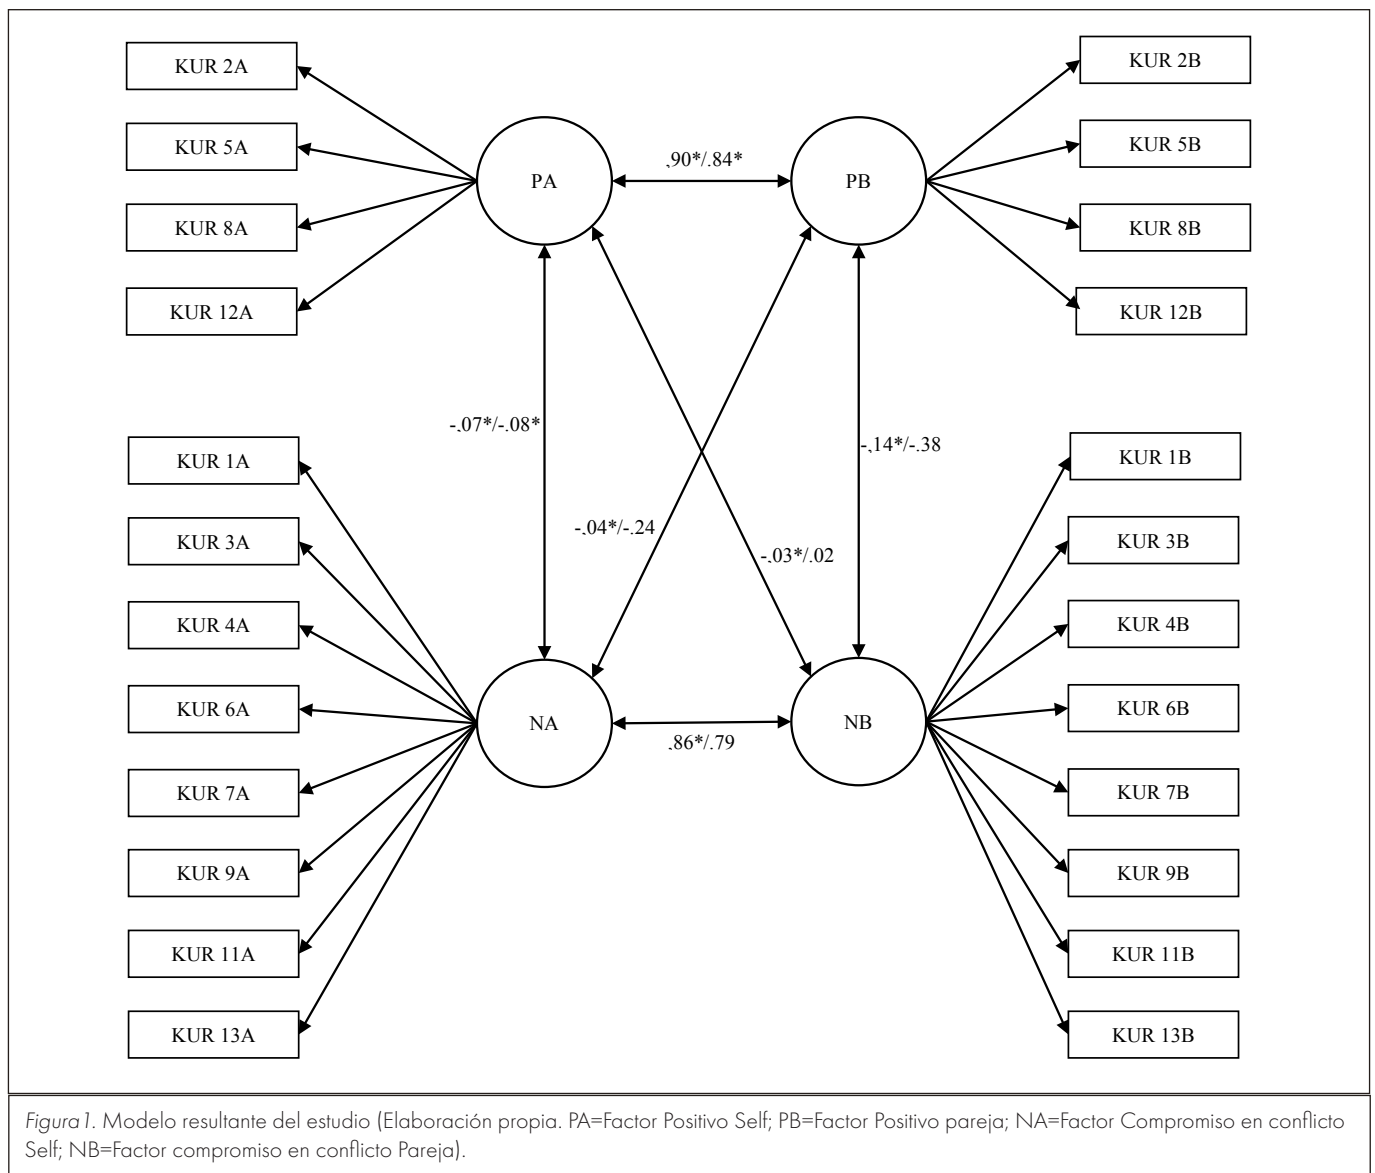 KUR 2A
KUR 5A
KUR 8A
KUR 12A
KUR 2B
KUR 5B
KUR 8B
KUR 12B
PA
,90*/.84*
PB
-,07*/-.08*
-,14*/-.38
-,04*/-.24
-,03*/.02
KUR 1A
KUR 3A
KUR 4A
KUR 6A
KUR 7A
KUR 9A
KUR 11A
KUR 13A
KUR 1B
KUR 3B
KUR 4B
KUR 6B
KUR 7B
KUR 9B
KUR 11B
KUR 13B
NA
,86*/.79
NB
Figura1. Modelo resultante del estudio (Elaboración propia. PA=Factor Positivo Self; PB=Factor Positivo pareja; NA=Factor Compromiso en conflicto
Self; NB=Factor compromiso en conflicto Pareja).